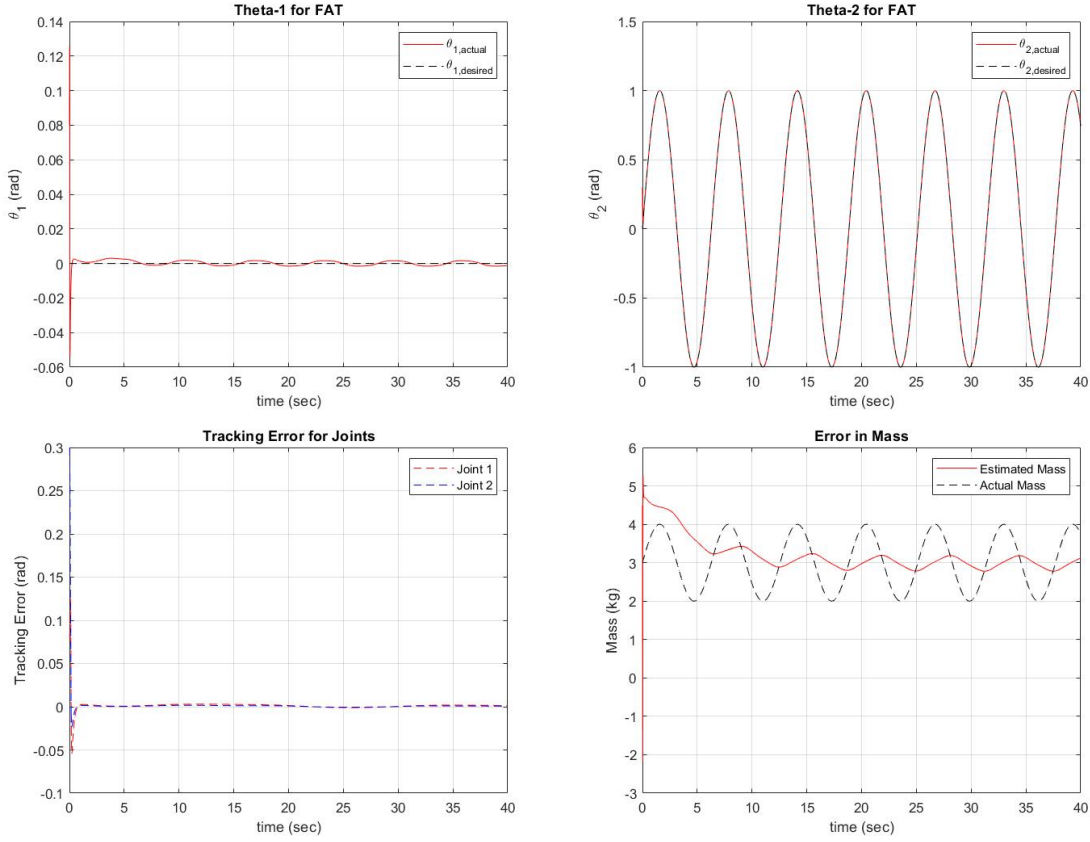 Theta-1 for FAT
0.14
0.12
0.1
0.08
0.06
0.04
0.02
0
-0.02
-0.04
-0.06
θ1 (rad)
θ1,actual
θ1,desired
0 5 10 15 20 25 30 35 40
time (sec)
Theta-2 for FAT
1.5
1
0.5
0
-0.5
-1
θ2 (rad)
θ2,actual
θ2,desired
0 5 10 15 20 25 30 35 40
time (sec)
Tracking Error for Joints
0.3
0.25
0.2
0.15
0.1
0.05
0
-0.05
-0.1
Tracking Error (rad)
Joint 1
Joint 2
0 5 10 15 20 25 30 35 40
time (sec)
Error in Mass
6
5
4
3
2
1
0
-1
-2
-3
Mass (kg)
Estimated Mass
Actual Mass
0 5 10 15 20 25 30 35 40
time (sec)